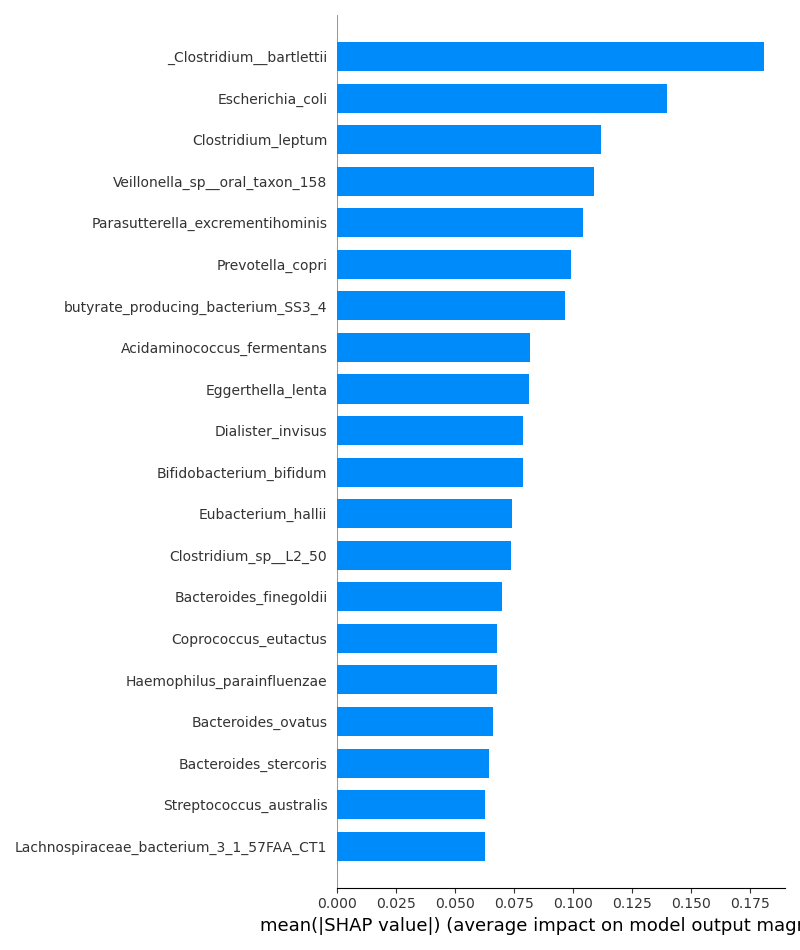 _Clostridium__bartlettii
Escherichia_coli
Clostridium_leptum
Veillonella_sp__oral_taxon_158
Parasutterella_excrementihominis
Prevotella_copri
butyrate_producing_bacterium_SS3_4
Acidaminococcus_fermentans
Eggerthella_lenta
Dialister_invisus
Bifidobacterium_bifidum
Eubacterium_hallii
Clostridium_sp__L2_50
Bacteroides_finegoldii
Coprococcus_eutactus
Haemophilus_parainfluenzae
Bacteroides_ovatus
Bacteroides_stercoris
Streptococcus_australis
Lachnospiraceae_bacterium_3_1_57FAA_CT1
0.000 0.025 0.050 0.075 0.100 0.125 0.150 0.175
mean(|SHAP value|) (average impact on model output magr